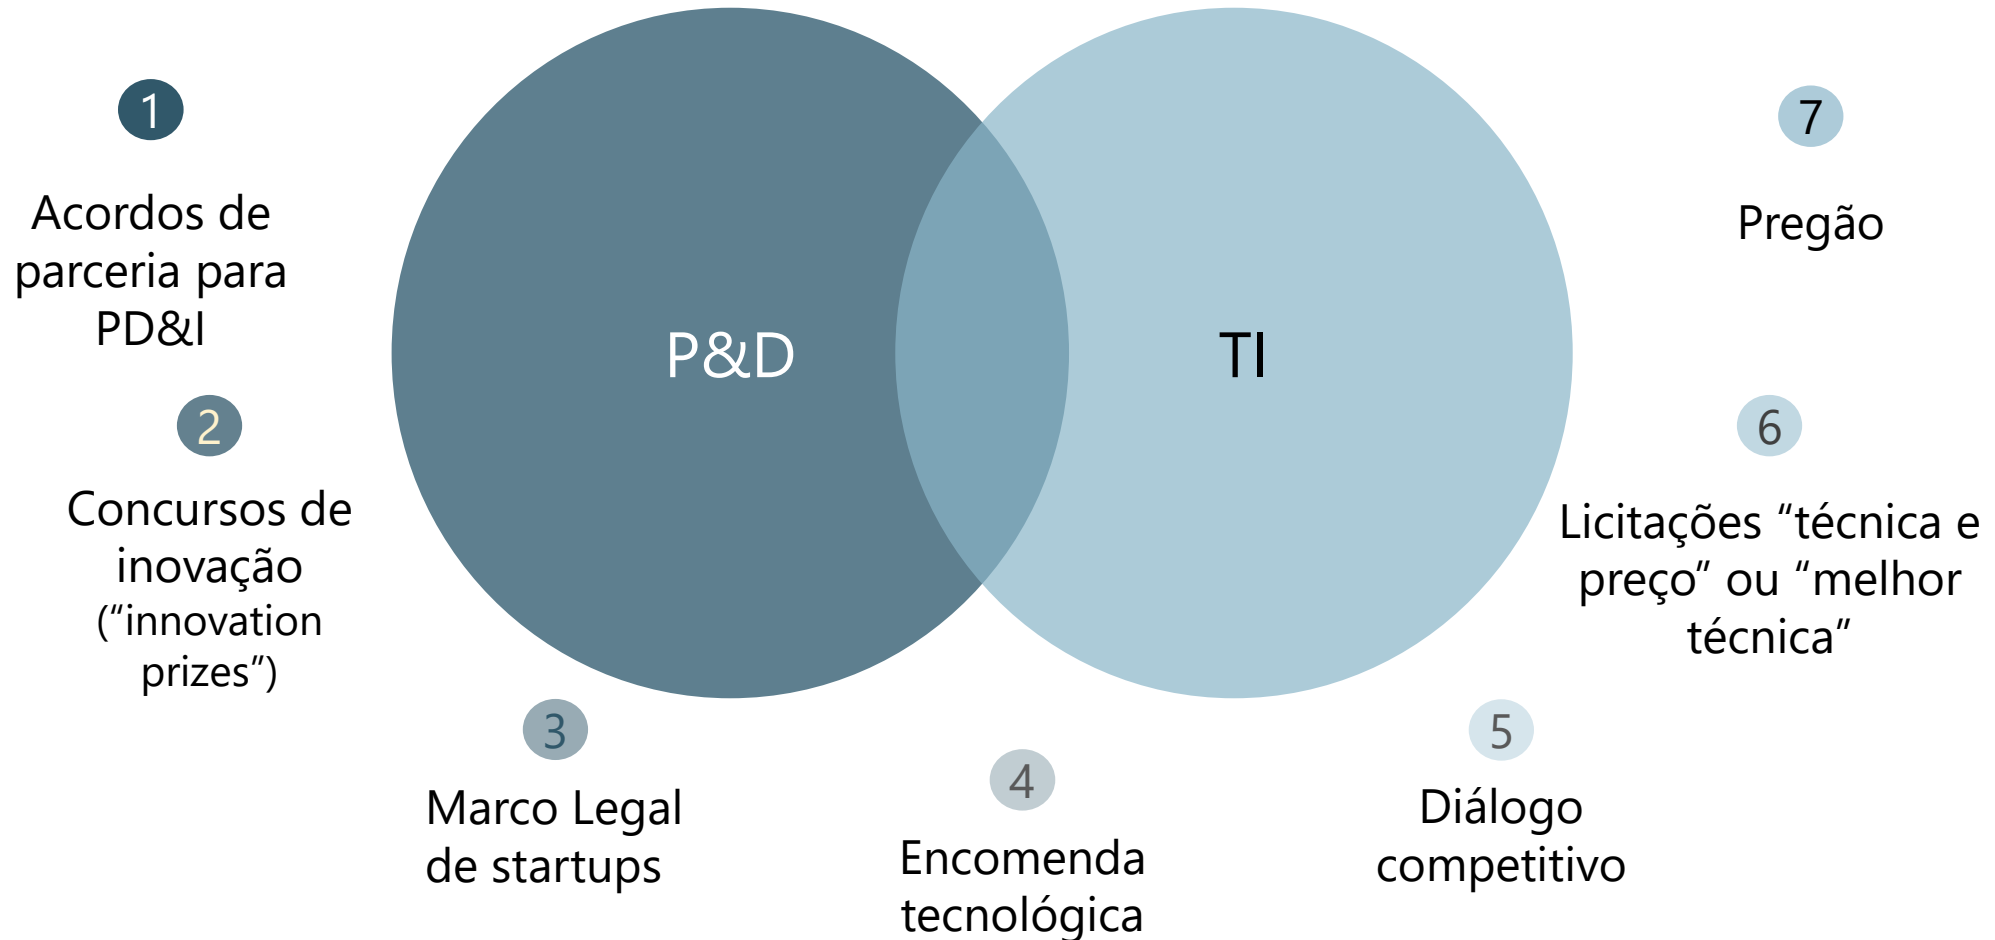 1
Acordos de
parceria para
PD&I
2
Concursos de
inovação
(“innovation
prizes”)
3
Marco Legal
de startups
4
Encomenda
tecnológica
5
Diálogo
competitivo
6
Licitações “técnica e
preço” ou “melhor
técnica”
7
Pregão
P&D
TI